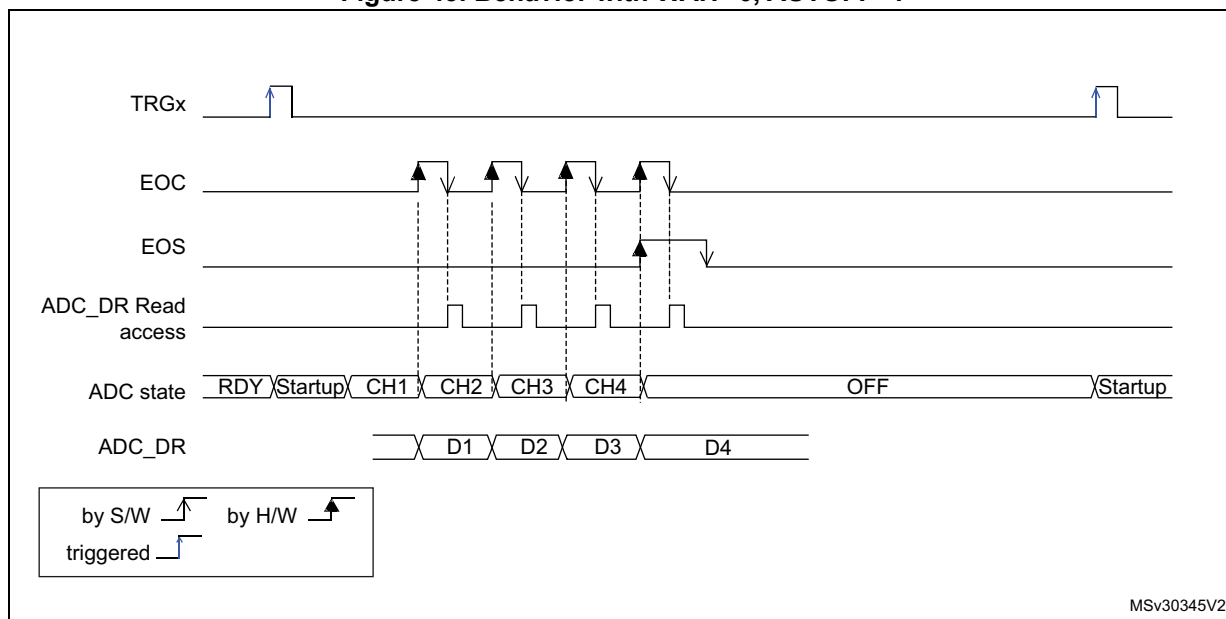 TRGx
EOC
EOS
ADC_DR Read
access
ADC state RDY Startup CH1 CH2 CH3 CH4 OFF Startup
ADC_DR D1 D2 D3 D4
by S/W by H/W
triggered
MSv30345V2